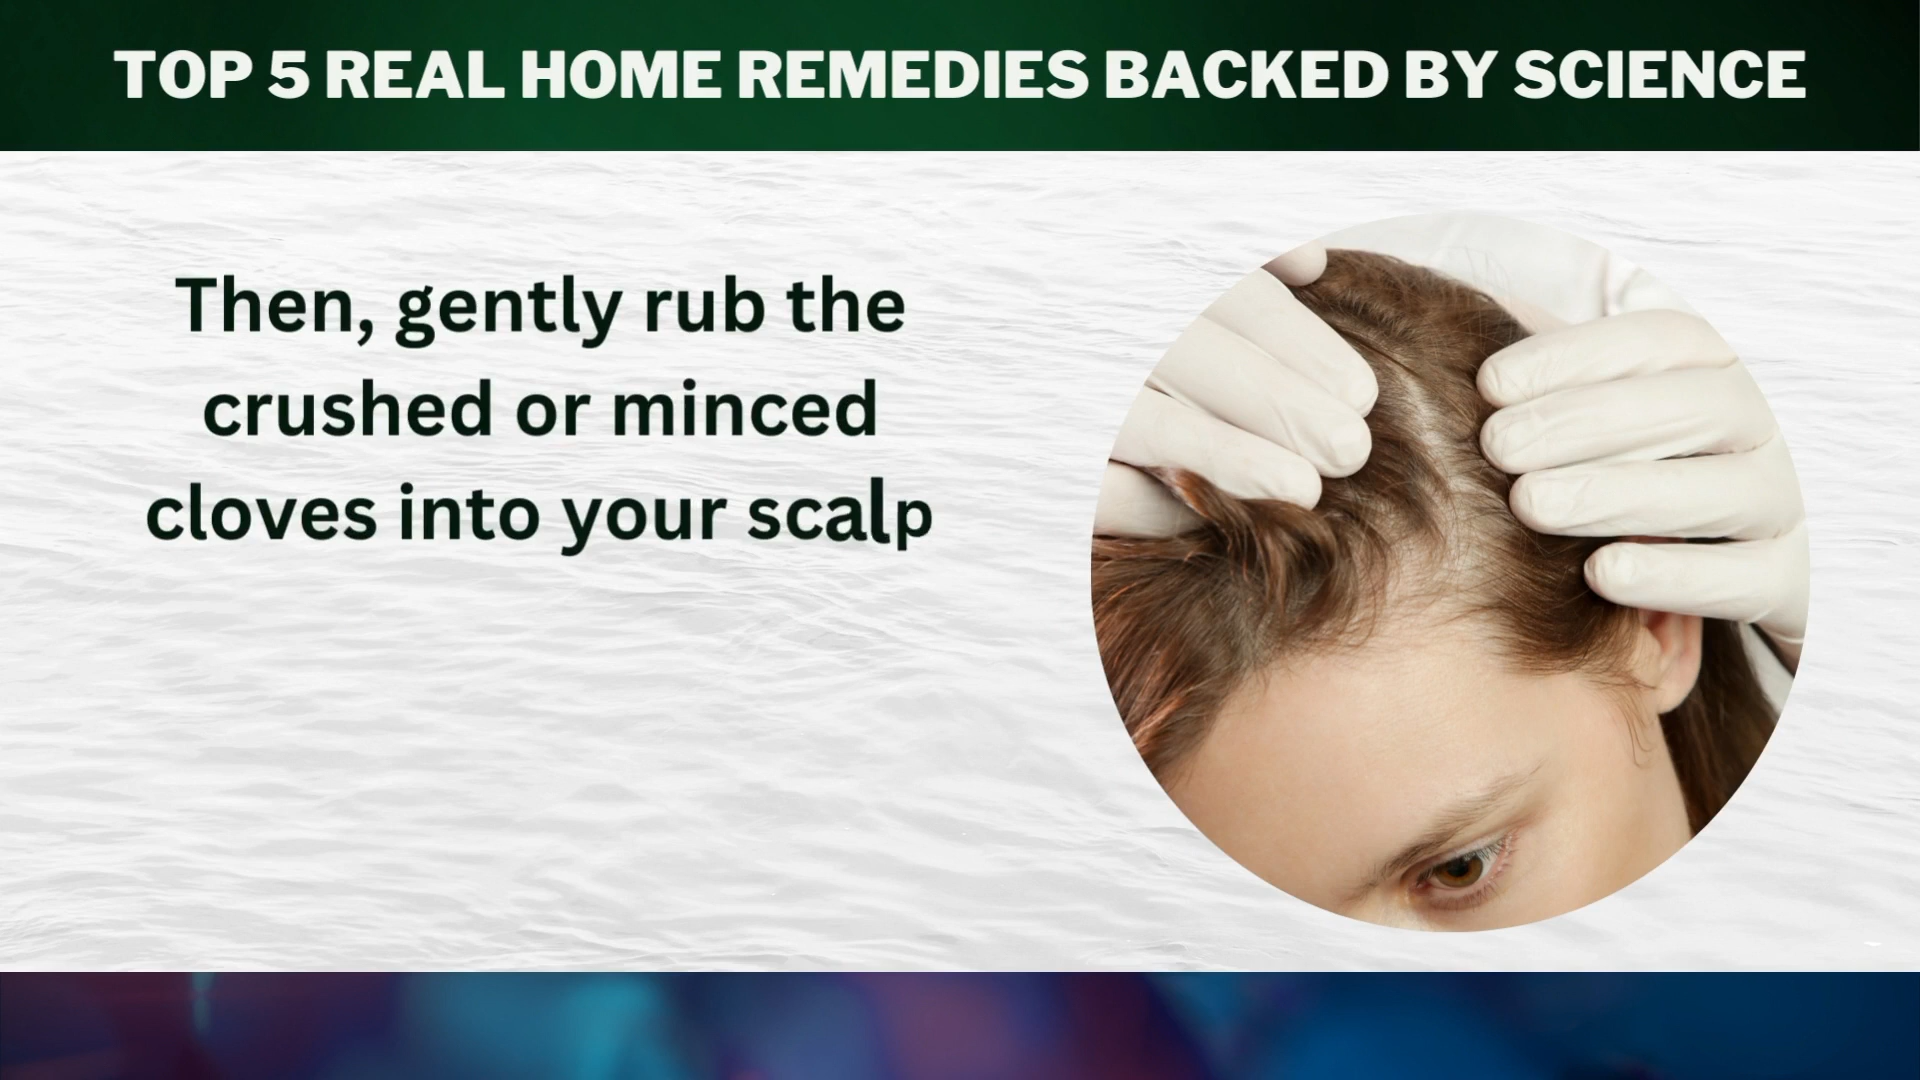 TOP 5 REAL HOME REMEDIES BACKED BY SCIENCE
Then, gently rub the
crushed or minced
cloves into your scalp